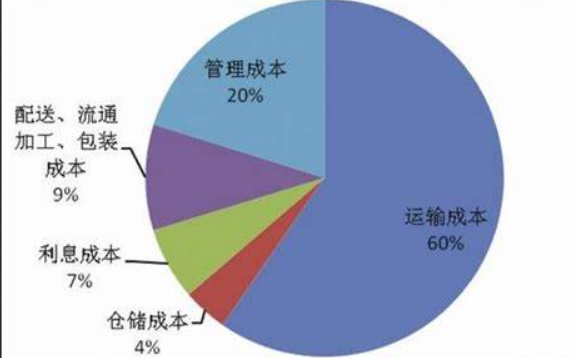 管理成本
20%
配送、流通
加工、包装
成本
9%
运输成本
60%
利息成本
7%
仓储成本
4%